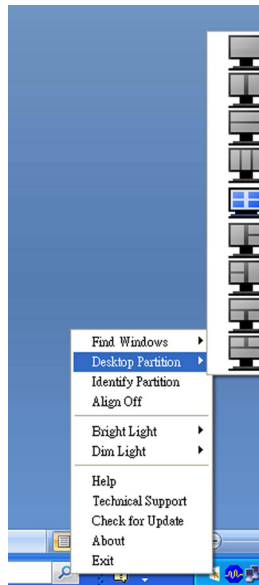 Find Windows
Desktop Partition
Identify Partition
Align Off
Bright Light
Dim Light
Help
Technical Support
Check for Update
About
Exit